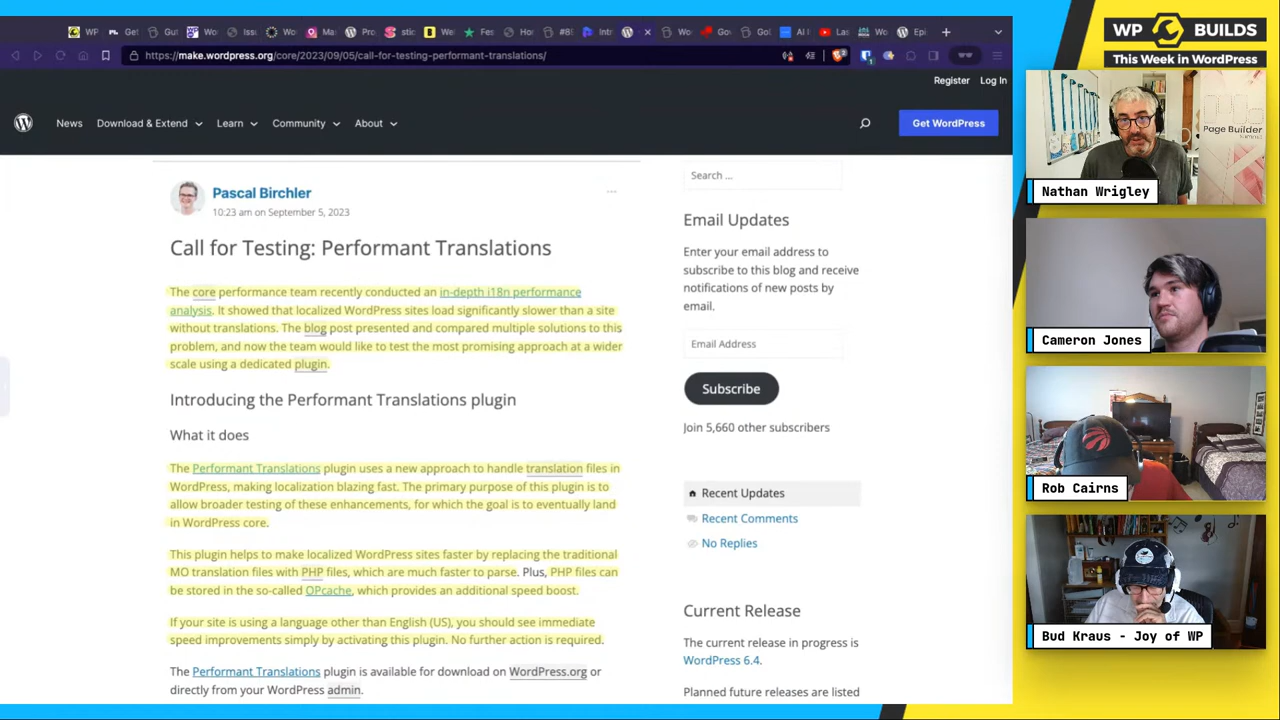 WP BUILDS
This Week in WordPress
https://make.wordpress.org/core/2023/09/05/call-for-testing-performant-translations/
Register Log In
News Download & Extend Learn Community About Get WordPress
Pascal Birchler
10:23 am on September 5, 2023
Call for Testing: Performant Translations
The core performance team recently conducted an in-depth i18n performance
analysis. It showed that localized WordPress sites load significantly slower than a site
without translations. The blog post presented and compared multiple solutions to this
problem, and now the team would like to test the most promising approach at a wider
scale using a dedicated plugin.
Introducing the Performant Translations plugin
What it does
The Performant Translations plugin uses a new approach to handle translation files in
WordPress, making localization blazing fast. The primary purpose of this plugin is to
allow broader testing of these enhancements, for which the goal is to eventually land
in WordPress core.
This plugin helps to make localized WordPress sites faster by replacing the traditional
MO translation files with PHP files, which are much faster to parse. Plus, PHP files can
be stored in the so-called OPcache, which provides an additional speed boost.
If your site is using a language other than English (US), you should see immediate
speed improvements simply by activating this plugin. No further action is required.
The Performant Translations plugin is available for download on WordPress.org or
directly from your WordPress admin.
Search ...
Email Updates
Enter your email address to
subscribe to this blog and receive
notifications of new posts by
email.
Email Address
Subscribe
Join 5,660 other subscribers
Recent Updates
Recent Comments
No Replies
Current Release
The current release in progress is
WordPress 6.4.
Planned future releases are listed
Page Builder
Nathan Wrigley
Cameron Jones
Rob Cairns
Bud Kraus - Joy of WP